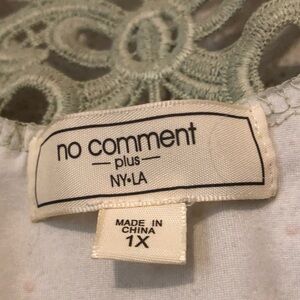 no comment
plus
NY•LA
MADE IN
CHINA
1X